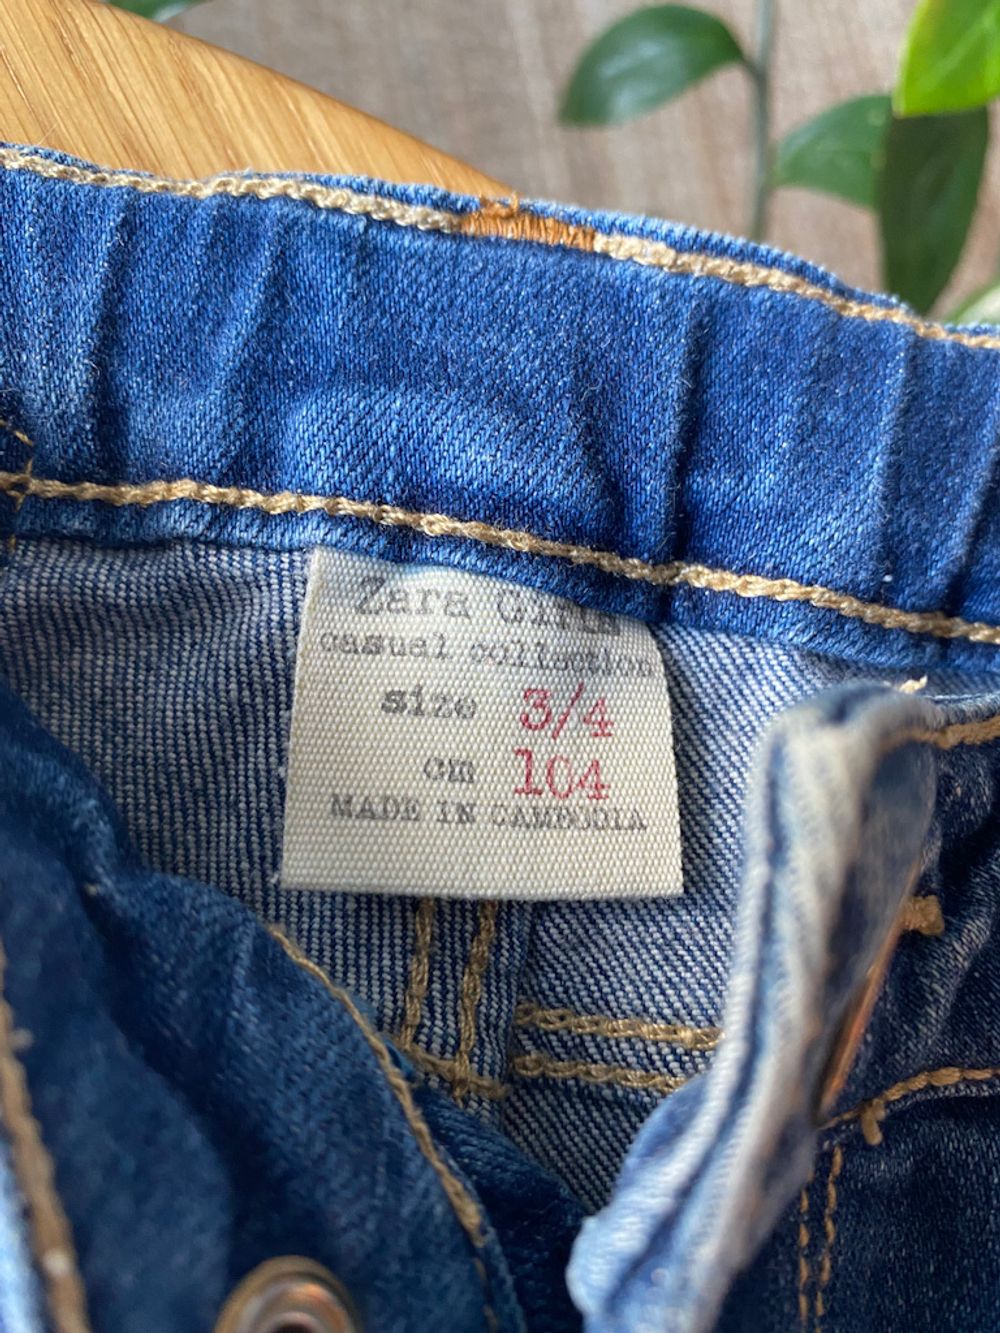 Zara Girls
casual collection
size 3/4
cm 104
MADE IN CAMBODIA